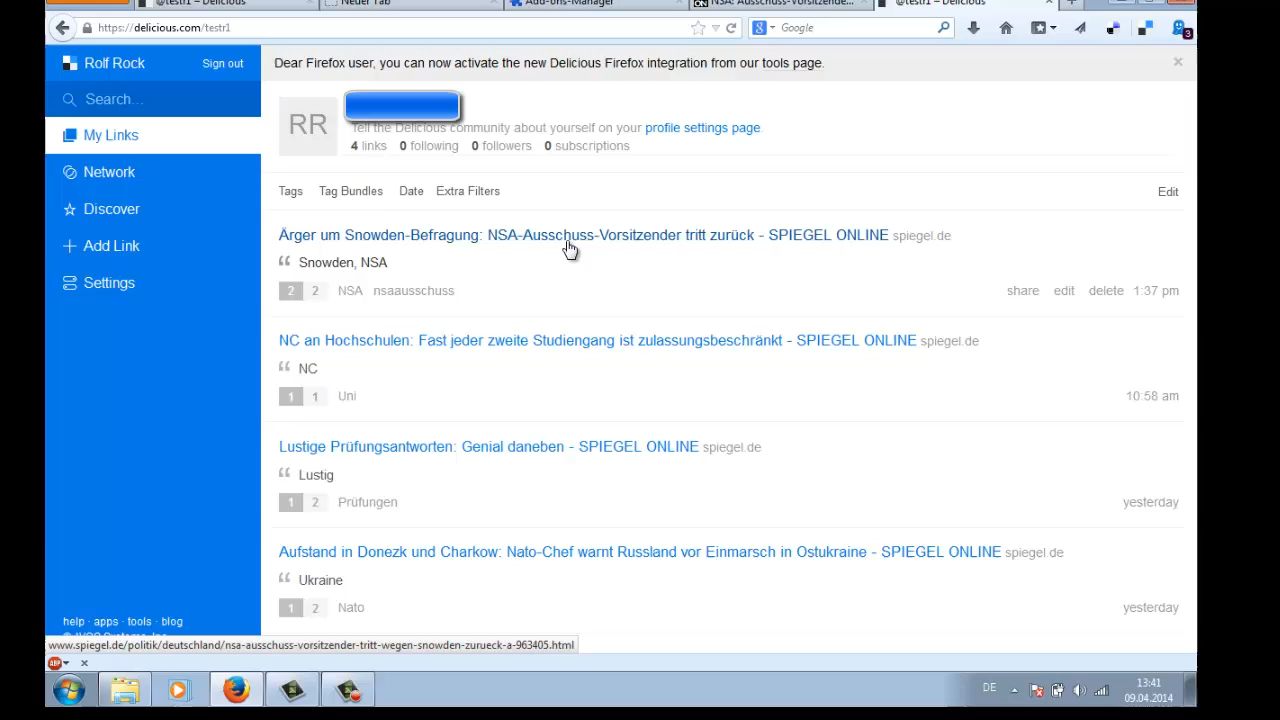 @testr1 – Delicious
Neuer Tab
Add-ons-Manager
NSA: Ausschuss-Vorsitzende...
@testr1 – Delicious
https://delicious.com/testr1
Google
3
Rolf Rock
Sign out
Search...
My Links
Network
Discover
Add Link
Settings
help · apps · tools · blog
Dear Firefox user, you can now activate the new Delicious Firefox integration from our tools page.
RR
Tell the Delicious community about yourself on your profile settings page.
4 links 0 following 0 followers 0 subscriptions
Tags Tag Bundles Date Extra Filters Edit
Ärger um Snowden-Befragung: NSA-Ausschuss-Vorsitzender tritt zurück - SPIEGEL ONLINE spiegel.de
Snowden, NSA
2 2 NSA nsaausschuss share edit delete 1:37 pm
NC an Hochschulen: Fast jeder zweite Studiengang ist zulassungsbeschränkt - SPIEGEL ONLINE spiegel.de
NC
1 1 Uni 10:58 am
Lustige Prüfungsantworten: Genial daneben - SPIEGEL ONLINE spiegel.de
Lustig
1 2 Prüfungen yesterday
Aufstand in Donezk und Charkow: Nato-Chef warnt Russland vor Einmarsch in Ostukraine - SPIEGEL ONLINE spiegel.de
Ukraine
1 2 Nato yesterday
www.spiegel.de/politik/deutschland/nsa-ausschuss-vorsitzender-tritt-wegen-snowden-zurueck-a-963405.html
ABP
DE
13:41
09.04.2014